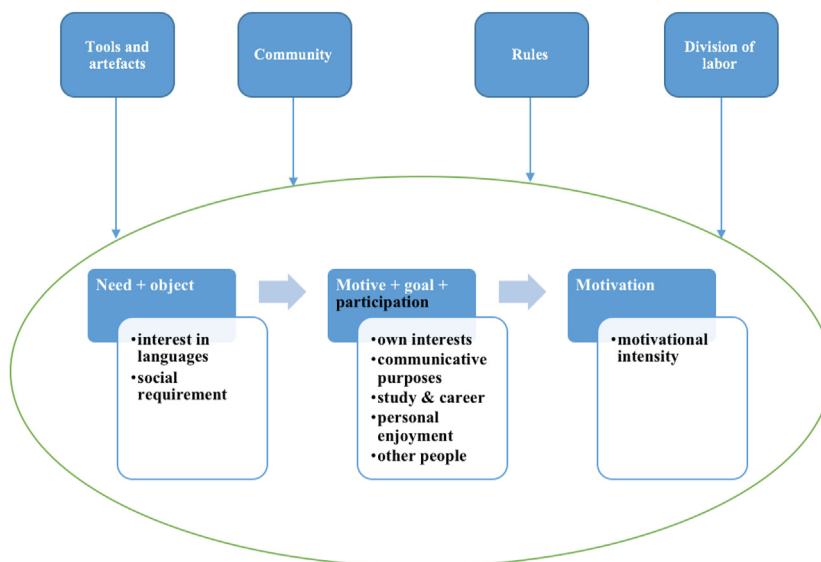 Tools and
artefacts
Community
Rules
Division of
labor
Need + object
•interest in
languages
•social
requirement
Motive + goal +
participation
•own interests
•communicative
purposes
•study & career
•personal
enjoyment
•other people
Motivation
•motivational
intensity